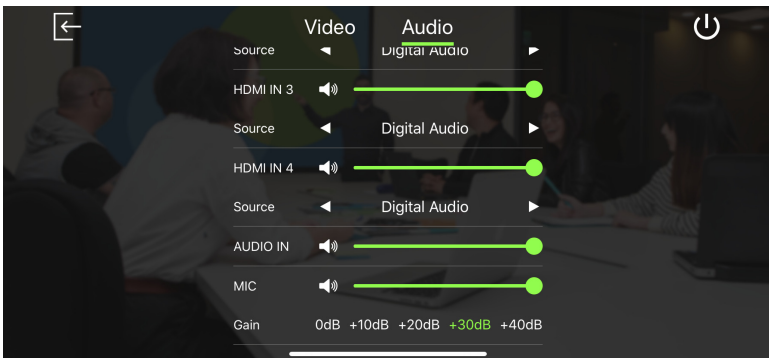 Video Audio
Source Digital Audio
HDMI IN 3
Source Digital Audio
HDMI IN 4
Source Digital Audio
AUDIO IN
MIC
Gain 0dB +10dB +20dB +30dB +40dB